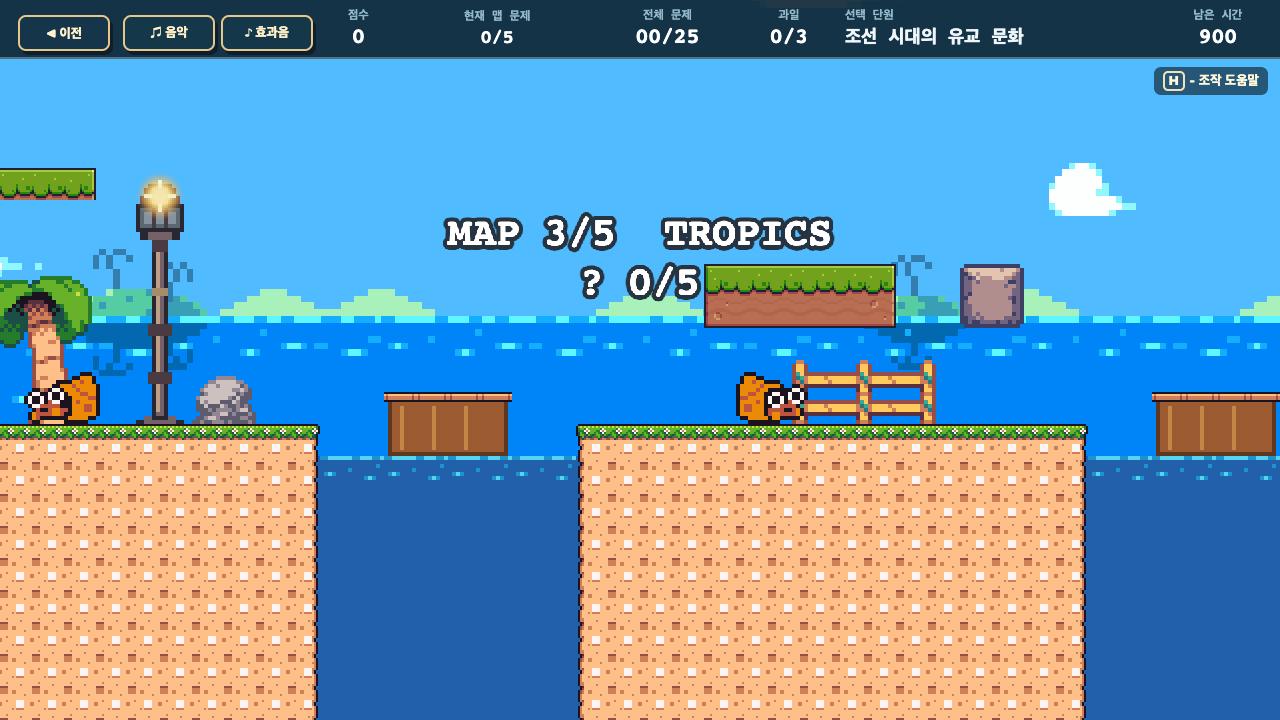 ◀ 이전
♫ 음악
♪ 효과음
점수
0
현재 맵 문제
0/5
전체 문제
00/25
과일
0/3
선택 단원
조선 시대의 유교 문화
남은 시간
900
H - 조작 도움말
MAP 3/5 TROPICS
? 0/5